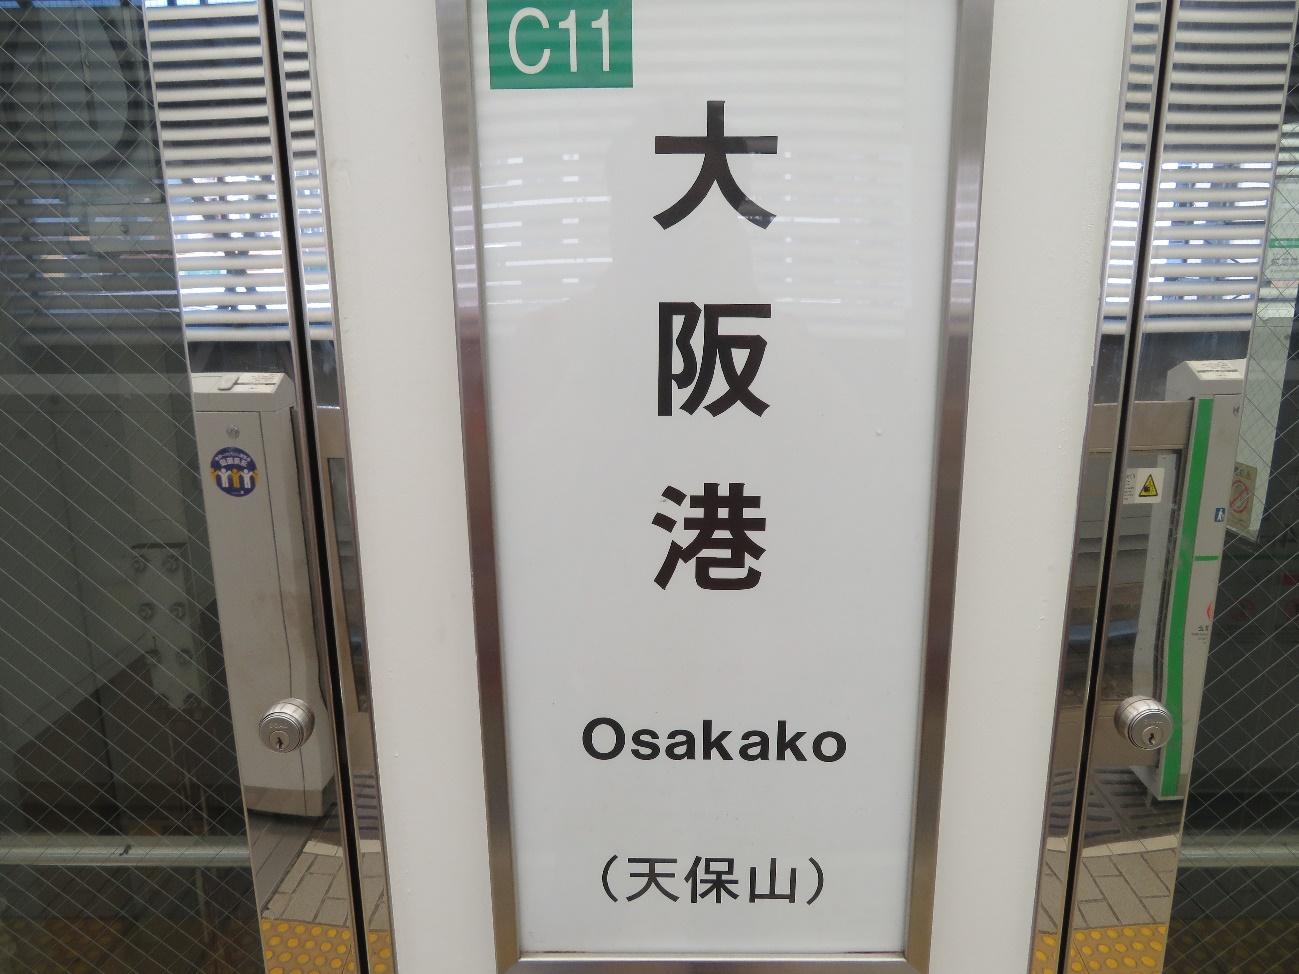 C11
大
阪
港
Osakako
（天保山）